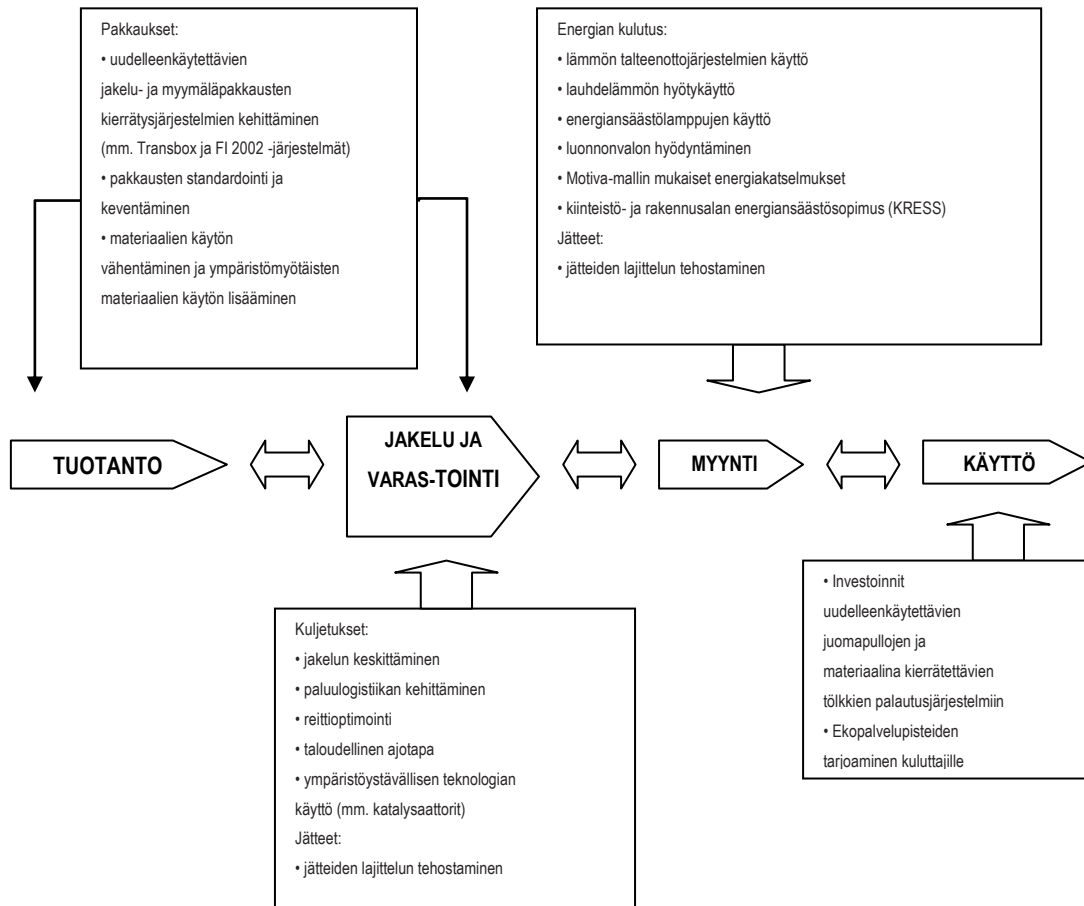 Pakkaukset:
• uudelleenkäytettävien
jakelu- ja myymäläpakkausten
kierrätysjärjestelmien kehittäminen
(mm. Transbox ja FI 2002 -järjestelmät)
• pakkausten standardointi ja
keventäminen
• materiaalien käytön
vähentäminen ja ympäristömyötäisten
materiaalien käytön lisääminen
Energian kulutus:
• lämmön talteenottojärjestelmien käyttö
• lauhdelämmön hyötykäyttö
• energiansäästölamppujen käyttö
• luonnonvalon hyödyntäminen
• Motiva-mallin mukaiset energiakatselmukset
• kiinteistö- ja rakennusalan energiansäästösopimus (KRESS)
Jätteet:
• jätteiden lajittelun tehostaminen
TUOTANTO
JAKELU JA
VARAS-TOINTI
MYYNTI
KÄYTTÖ
Kuljetukset:
• jakelun keskittäminen
• paluulogistiikan kehittäminen
• reittioptimointi
• taloudellinen ajotapa
• ympäristöystävällisen teknologian
käyttö (mm. katalysaattorit)
Jätteet:
• jätteiden lajittelun tehostaminen
• Investoinnit
uudelleenkäytettävien
juomapullojen ja
materiaalina kierrätettävien
tölkkien palautusjärjestelmiin
• Ekopalvelupisteiden
tarjoaminen kuluttajille